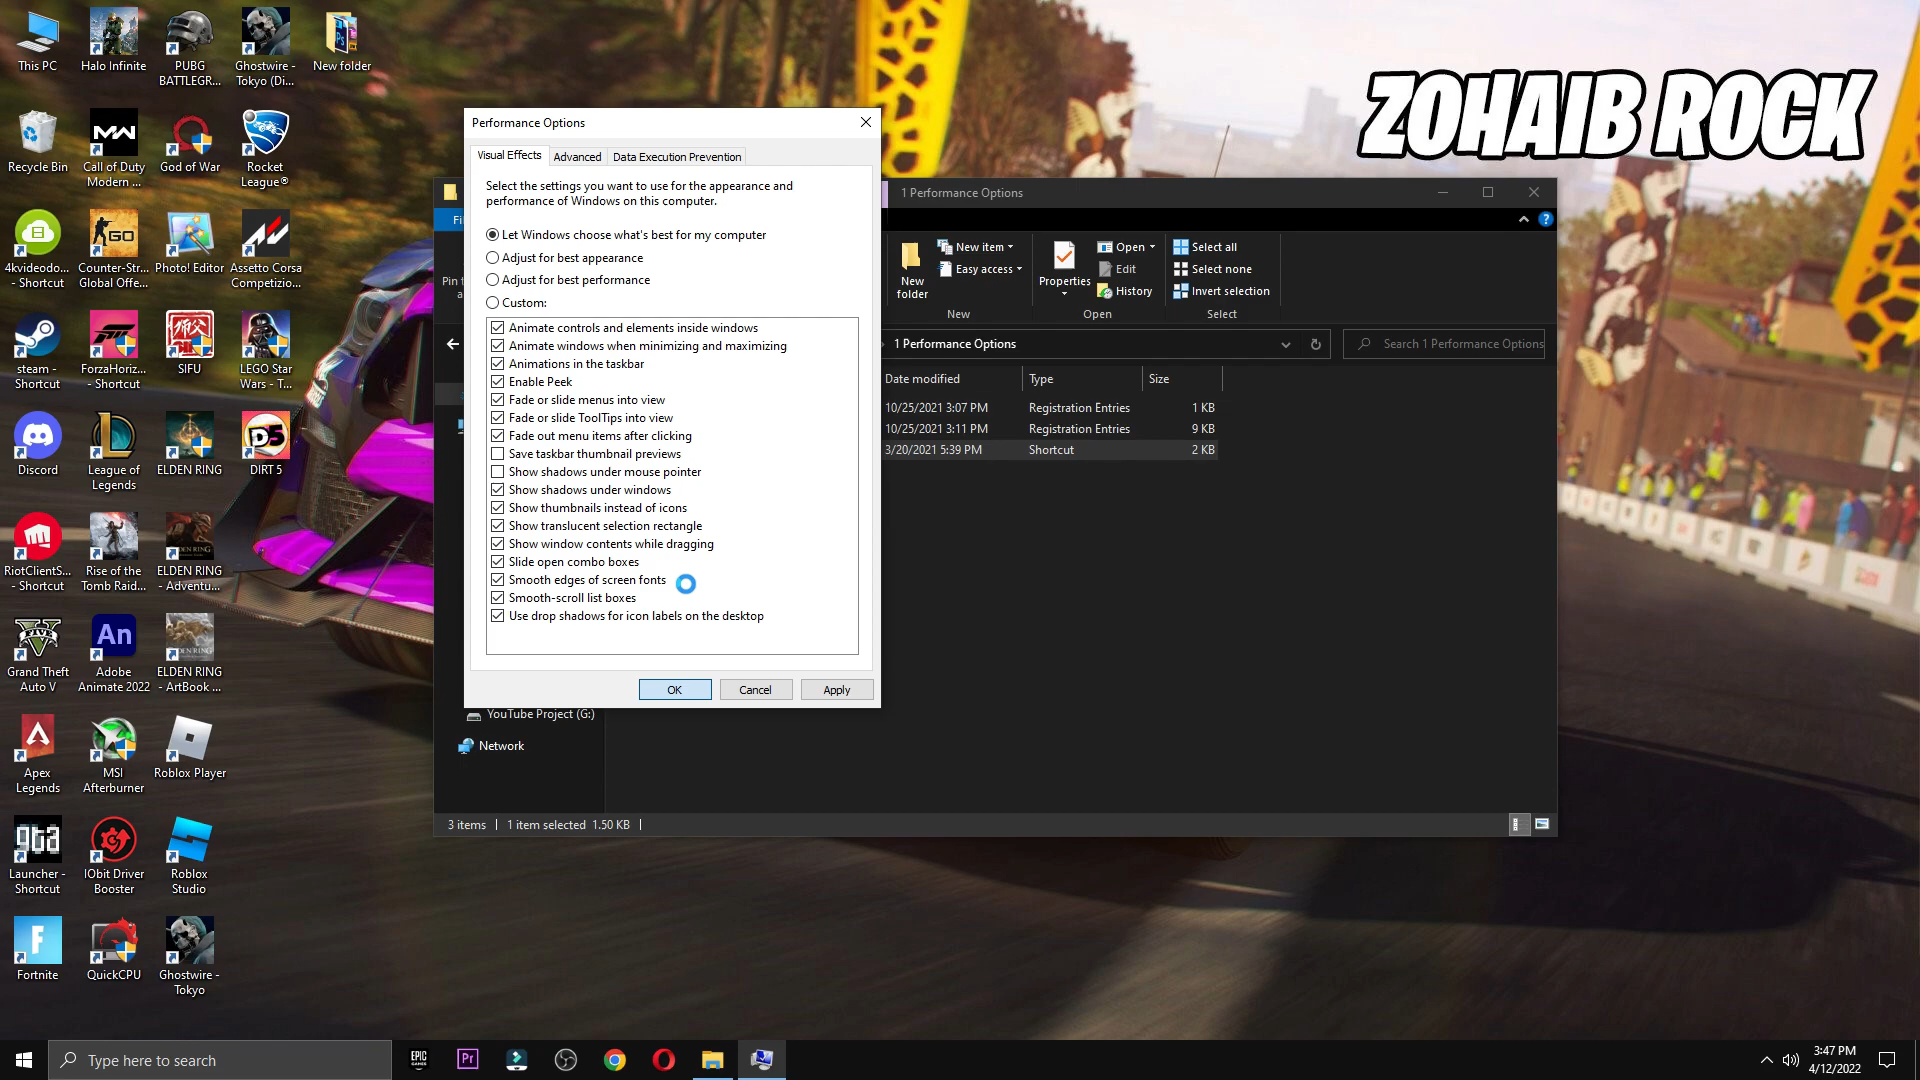 This PC
Halo Infinite
PUBG
BATTLEGR...
Ghostwire -
Tokyo (Di...
New folder
Recycle Bin
Call of Duty
Modern ...
God of War
Rocket
League®
4kvideodo...
- Shortcut
Counter-Str...
Global Offe...
Photo! Editor
Assetto Corsa
Competizio...
steam -
Shortcut
ForzaHoriz...
- Shortcut
SIFU
LEGO Star
Wars - T...
Discord
League of
Legends
ELDEN RING
DIRT 5
RiotClientS...
- Shortcut
Rise of the
Tomb Raid...
ELDEN RING
- Adventu...
Grand Theft
Auto V
Adobe
Animate 2022
ELDEN RING
- ArtBook ...
Apex
Legends
MSI
Afterburner
Roblox Player
Launcher -
Shortcut
IObit Driver
Booster
Roblox
Studio
Fortnite
QuickCPU
Ghostwire -
Tokyo
ZOHAIB ROCK
Performance Options
Visual Effects
Advanced
Data Execution Prevention
Select the settings you want to use for the appearance and
performance of Windows on this computer.
Let Windows choose what's best for my computer
Adjust for best appearance
Adjust for best performance
Custom:
Animate controls and elements inside windows
Animate windows when minimizing and maximizing
Animations in the taskbar
Enable Peek
Fade or slide menus into view
Fade or slide ToolTips into view
Fade out menu items after clicking
Save taskbar thumbnail previews
Show shadows under mouse pointer
Show shadows under windows
Show thumbnails instead of icons
Show translucent selection rectangle
Show window contents while dragging
Slide open combo boxes
Smooth edges of screen fonts
Smooth-scroll list boxes
Use drop shadows for icon labels on the desktop
OK
Cancel
Apply
1 Performance Options
Fi
Pin t
a
New
folder
New item
Easy access
New
Properties
Open
Edit
History
Open
Select all
Select none
Invert selection
Select
1 Performance Options
Search 1 Performance Options
Date modified
Type
Size
10/25/2021 3:07 PM
Registration Entries
1 KB
10/25/2021 3:11 PM
Registration Entries
9 KB
3/20/2021 5:39 PM
Shortcut
2 KB
YouTube Project (G:)
Network
3 items
1 item selected 1.50 KB
Type here to search
EPIC
GAMES
Pr
3:47 PM
4/12/2022